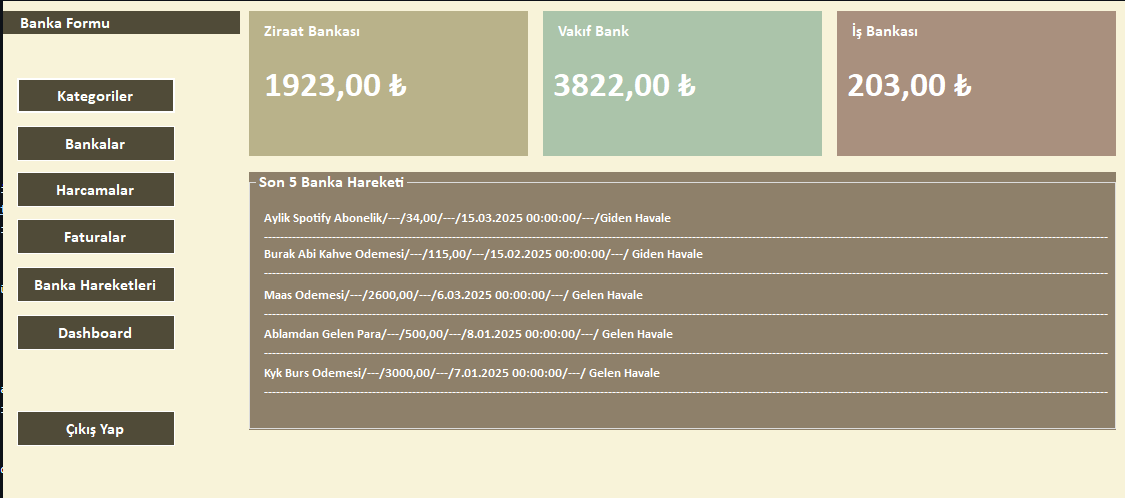 Banka Formu
Kategoriler
Bankalar
Harcamalar
Faturalar
Banka Hareketleri
Dashboard
Çıkış Yap
Ziraat Bankası
1923,00 ₺
Vakıf Bank
3822,00 ₺
İş Bankası
203,00 ₺
Son 5 Banka Hareketi
Aylik Spotify Abonelik/---/34,00/---/15.03.2025 00:00:00/---/Giden Havale
Burak Abi Kahve Odemesi/---/115,00/---/15.02.2025 00:00:00/---/ Giden Havale
Maas Odemesi/---/2600,00/---/6.03.2025 00:00:00/---/ Gelen Havale
Ablamdan Gelen Para/---/500,00/---/8.01.2025 00:00:00/---/ Gelen Havale
Kyk Burs Odemesi/---/3000,00/---/7.01.2025 00:00:00/---/ Gelen Havale